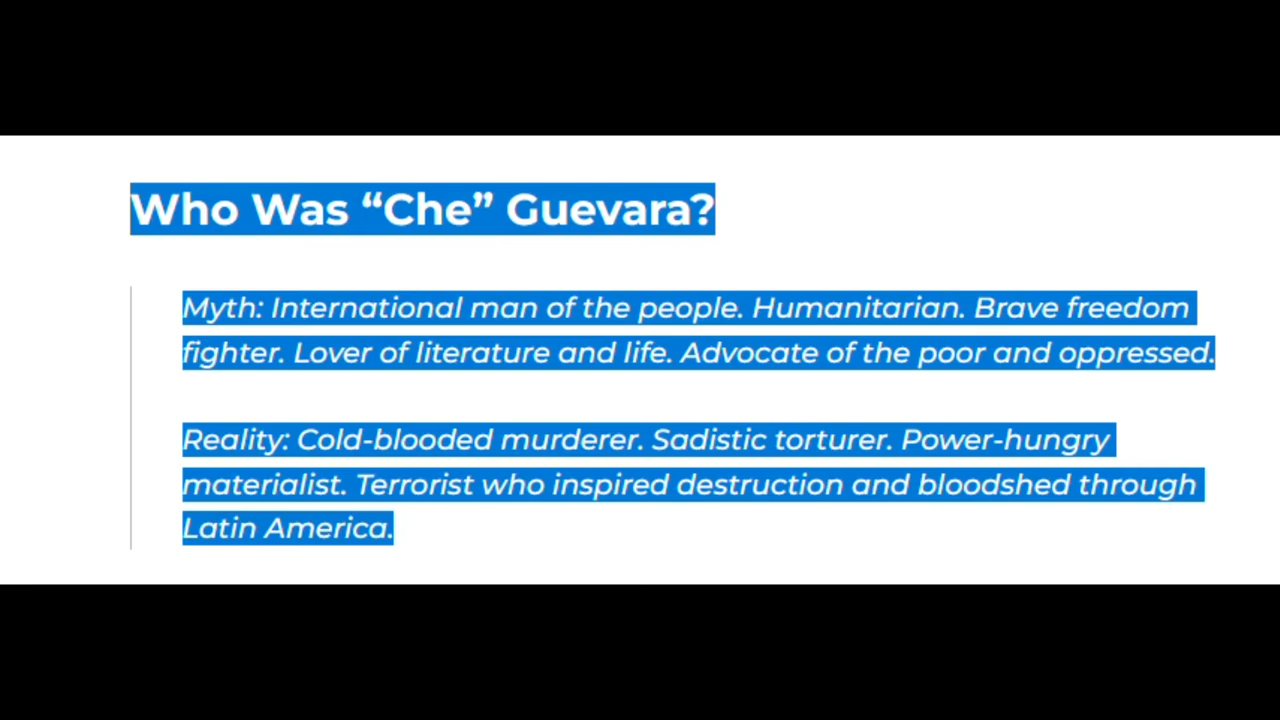 Who Was “Che” Guevara?
Myth: International man of the people. Humanitarian. Brave freedom
fighter. Lover of literature and life. Advocate of the poor and oppressed.
Reality: Cold-blooded murderer. Sadistic torturer. Power-hungry
materialist. Terrorist who inspired destruction and bloodshed through
Latin America.